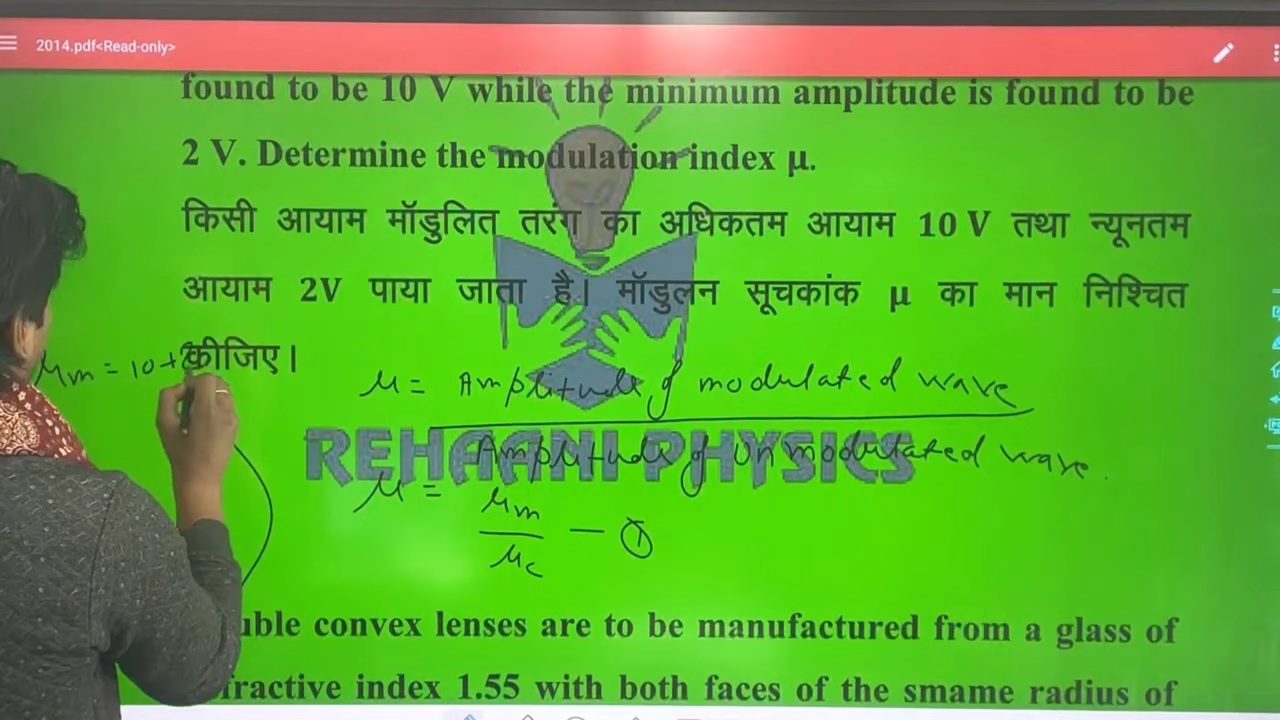 2014.pdf<Read-only>
found to be 10 V while the minimum amplitude is found to be
2 V. Determine the modulation index μ.
किसी आयाम मॉडुलित तरंग का अधिकतम आयाम 10 V तथा न्यूनतम
आयाम 2V पाया जाता है। मॉडुलन सूचकांक μ का मान निश्चित
कीजिए।
μm = 10+
μ = Amplitude of modulated wave
Amplitude of Unmodulated wave.
REHAANI PHYSICS
μ = μm / μc - ①
uble convex lenses are to be manufactured from a glass of
fractive index 1.55 with both faces of the smame radius of